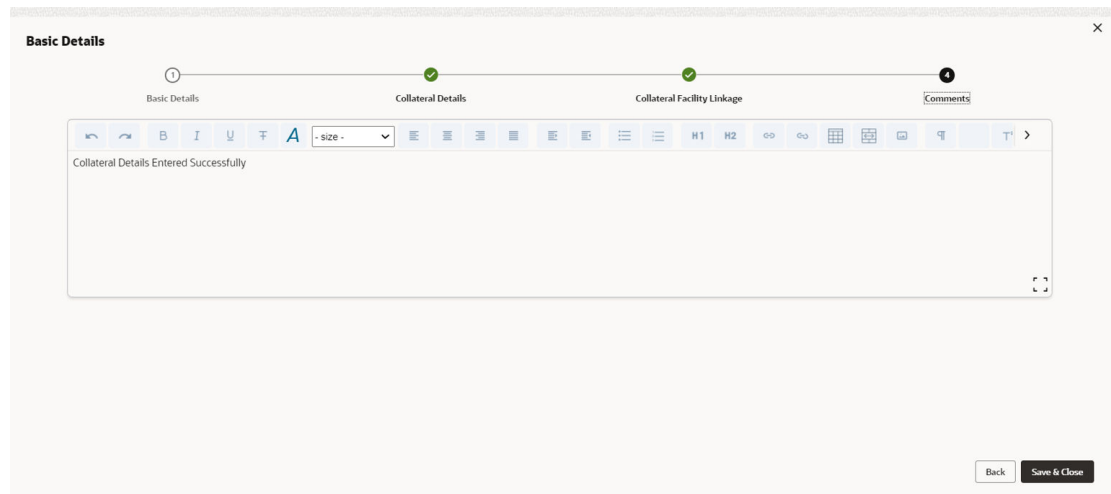 Basic Details
1
4
Basic Details
Collateral Details
Collateral Facility Linkage
Comments
B I U T A - size - H1 H2 T
Collateral Details Entered Successfully
Back
Save & Close